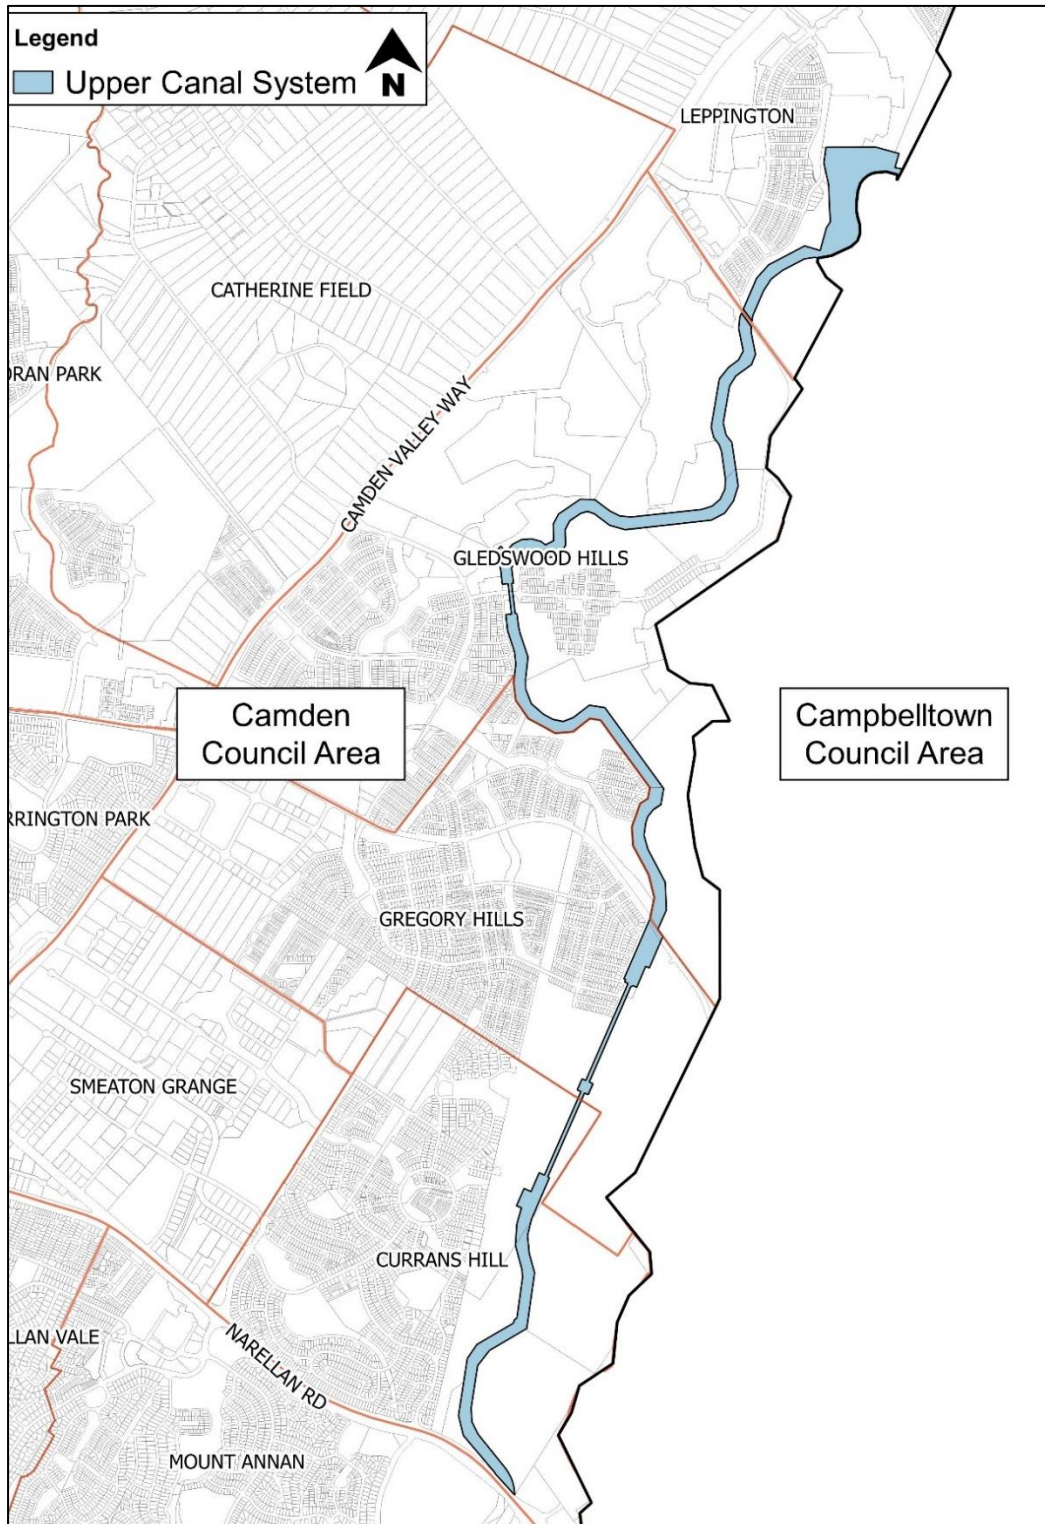 Legend
Upper Canal System
N
LEPPINGTON
CATHERINE FIELD
ORAN PARK
CAMDEN VALLEY WAY
GLEDSWOOD HILLS
Camden
Council Area
Campbelltown
Council Area
RRINGTON PARK
GREGORY HILLS
SMEATON GRANGE
CURRANS HILL
LLAN VALE
NARELLAN RD
MOUNT ANNAN